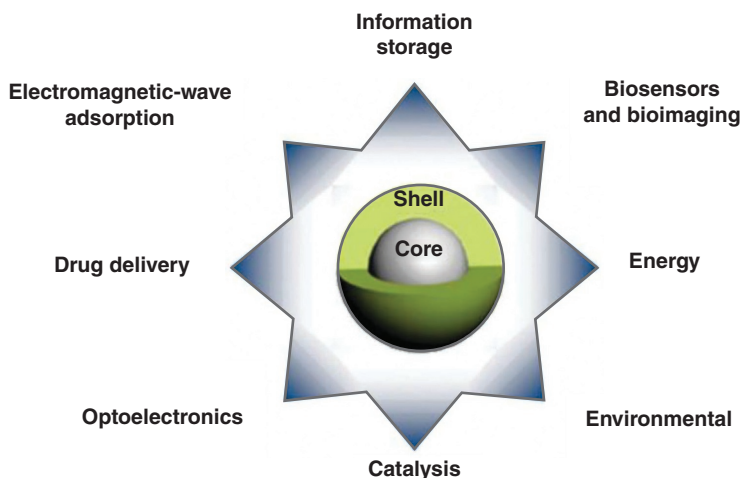 Information
storage
Electromagnetic-wave
adsorption
Biosensors
and bioimaging
Shell
Core
Drug delivery
Energy
Optoelectronics
Environmental
Catalysis